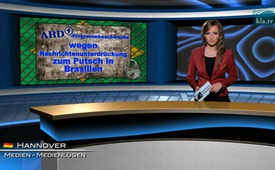 kla.tv
ARD Programmbeschwerde
wegen
Nachrichtenunterdrückung
zum Putsch in
Brasilien
HANNOVER
MEDIEN - MEDIENLÜGEN